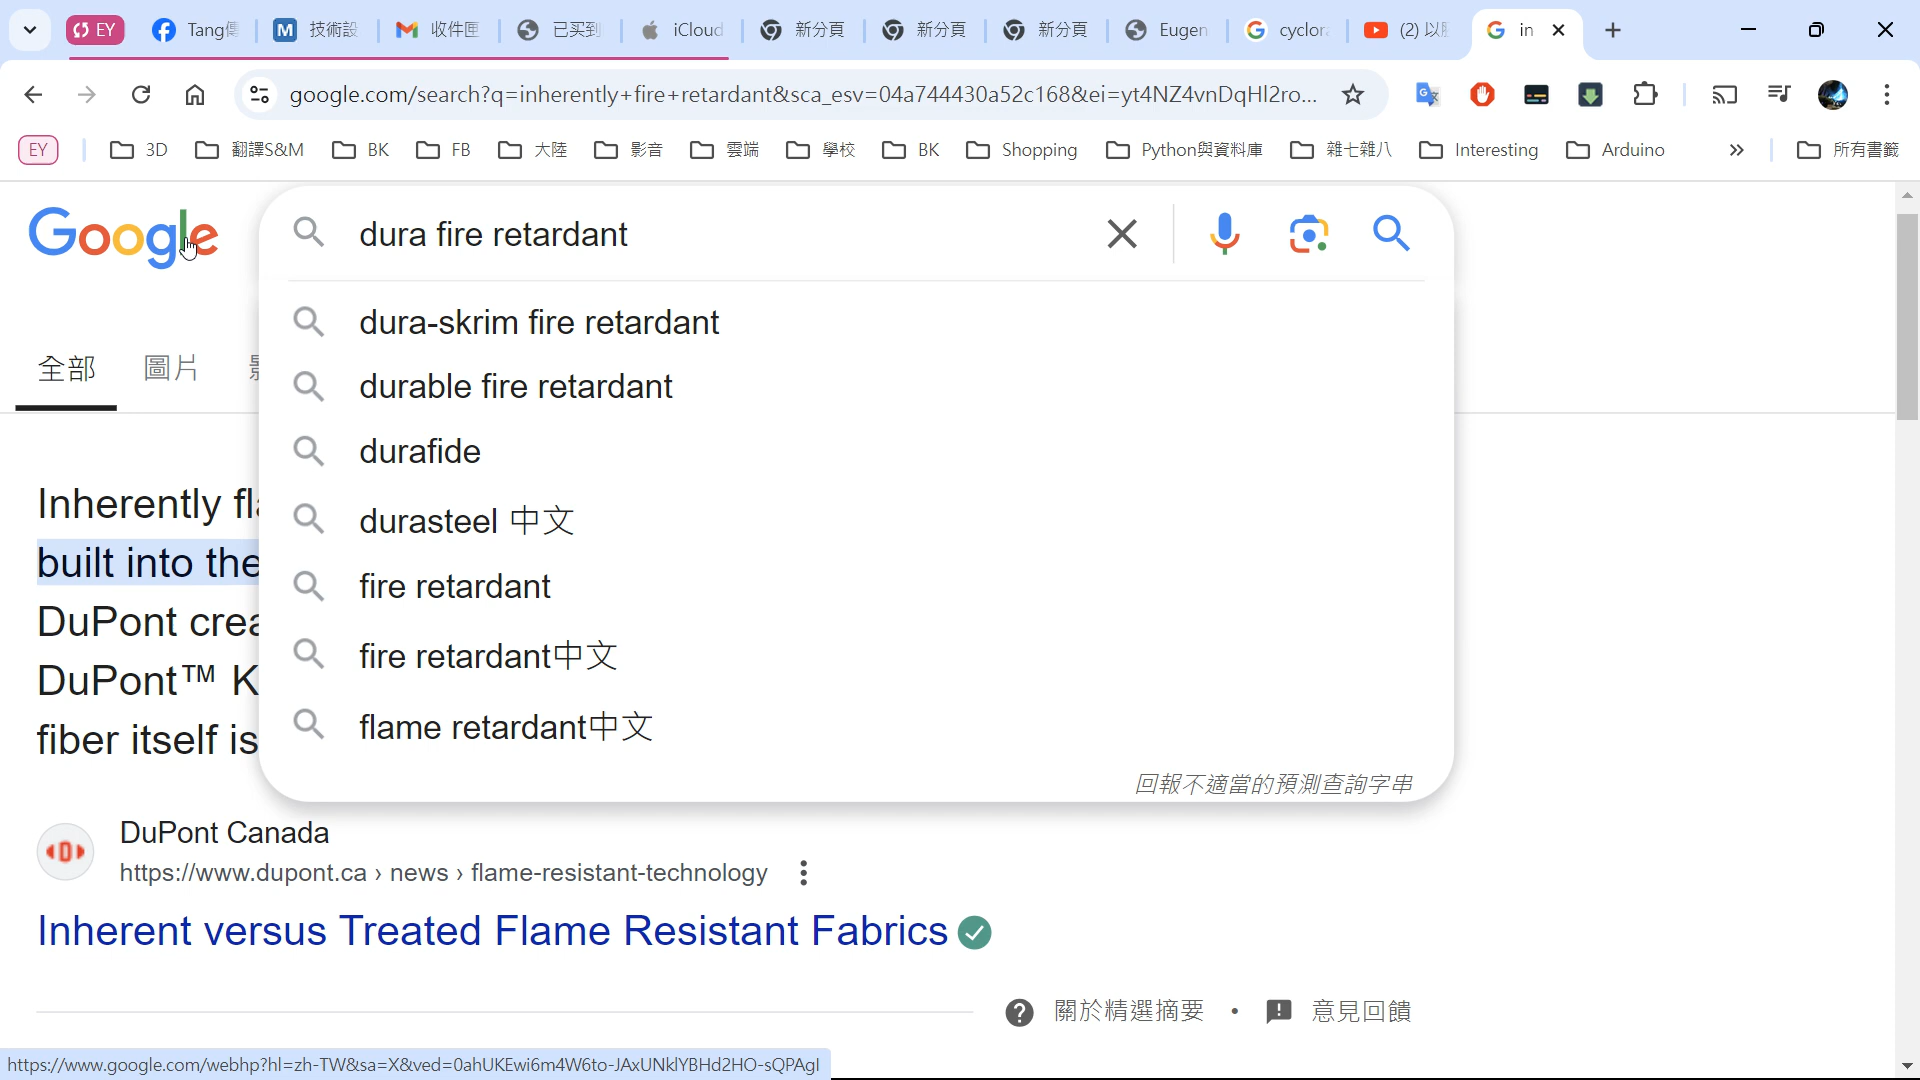 EY
Tang傳
M 技術設
收件匣
已买到
iCloud
新分頁
新分頁
新分頁
Eugen
cyclora
(2) 以
in
google.com/search?q=inherently+fire+retardant&sca_esv=04a744430a52c168&ei=yt4NZ4vnDqHl2ro...
EY
3D
翻譯S&M
BK
FB
大陸
影音
雲端
學校
BK
Shopping
Python與資料庫
雜七雜八
Interesting
Arduino
»
所有書籤
Google
dura fire retardant
dura-skrim fire retardant
durable fire retardant
durafide
durasteel 中文
fire retardant
fire retardant中文
flame retardant中文
回報不適當的預測查詢字串
全部
圖片
Inherently fl
built into the
DuPont crea
DuPont™ K
fiber itself is
DuPont Canada
https://www.dupont.ca › news › flame-resistant-technology
Inherent versus Treated Flame Resistant Fabrics
關於精選摘要 • 意見回饋
https://www.google.com/webhp?hl=zh-TW&sa=X&ved=0ahUKEwi6m4W6to-JAxUNklYBHd2HO-sQPAgI